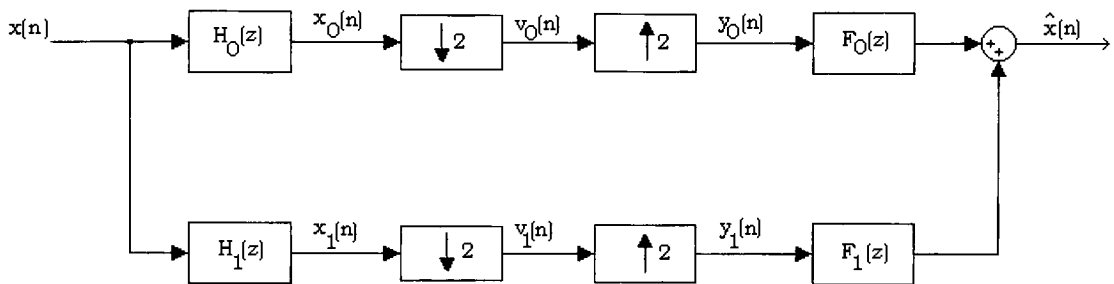 x(n) H₀(z) x₀(n) 2 v₀(n) 2 y₀(n) F₀(z) + + x̂(n)
H₁(z) x₁(n) 2 v₁(n) 2 y₁(n) F₁(z)